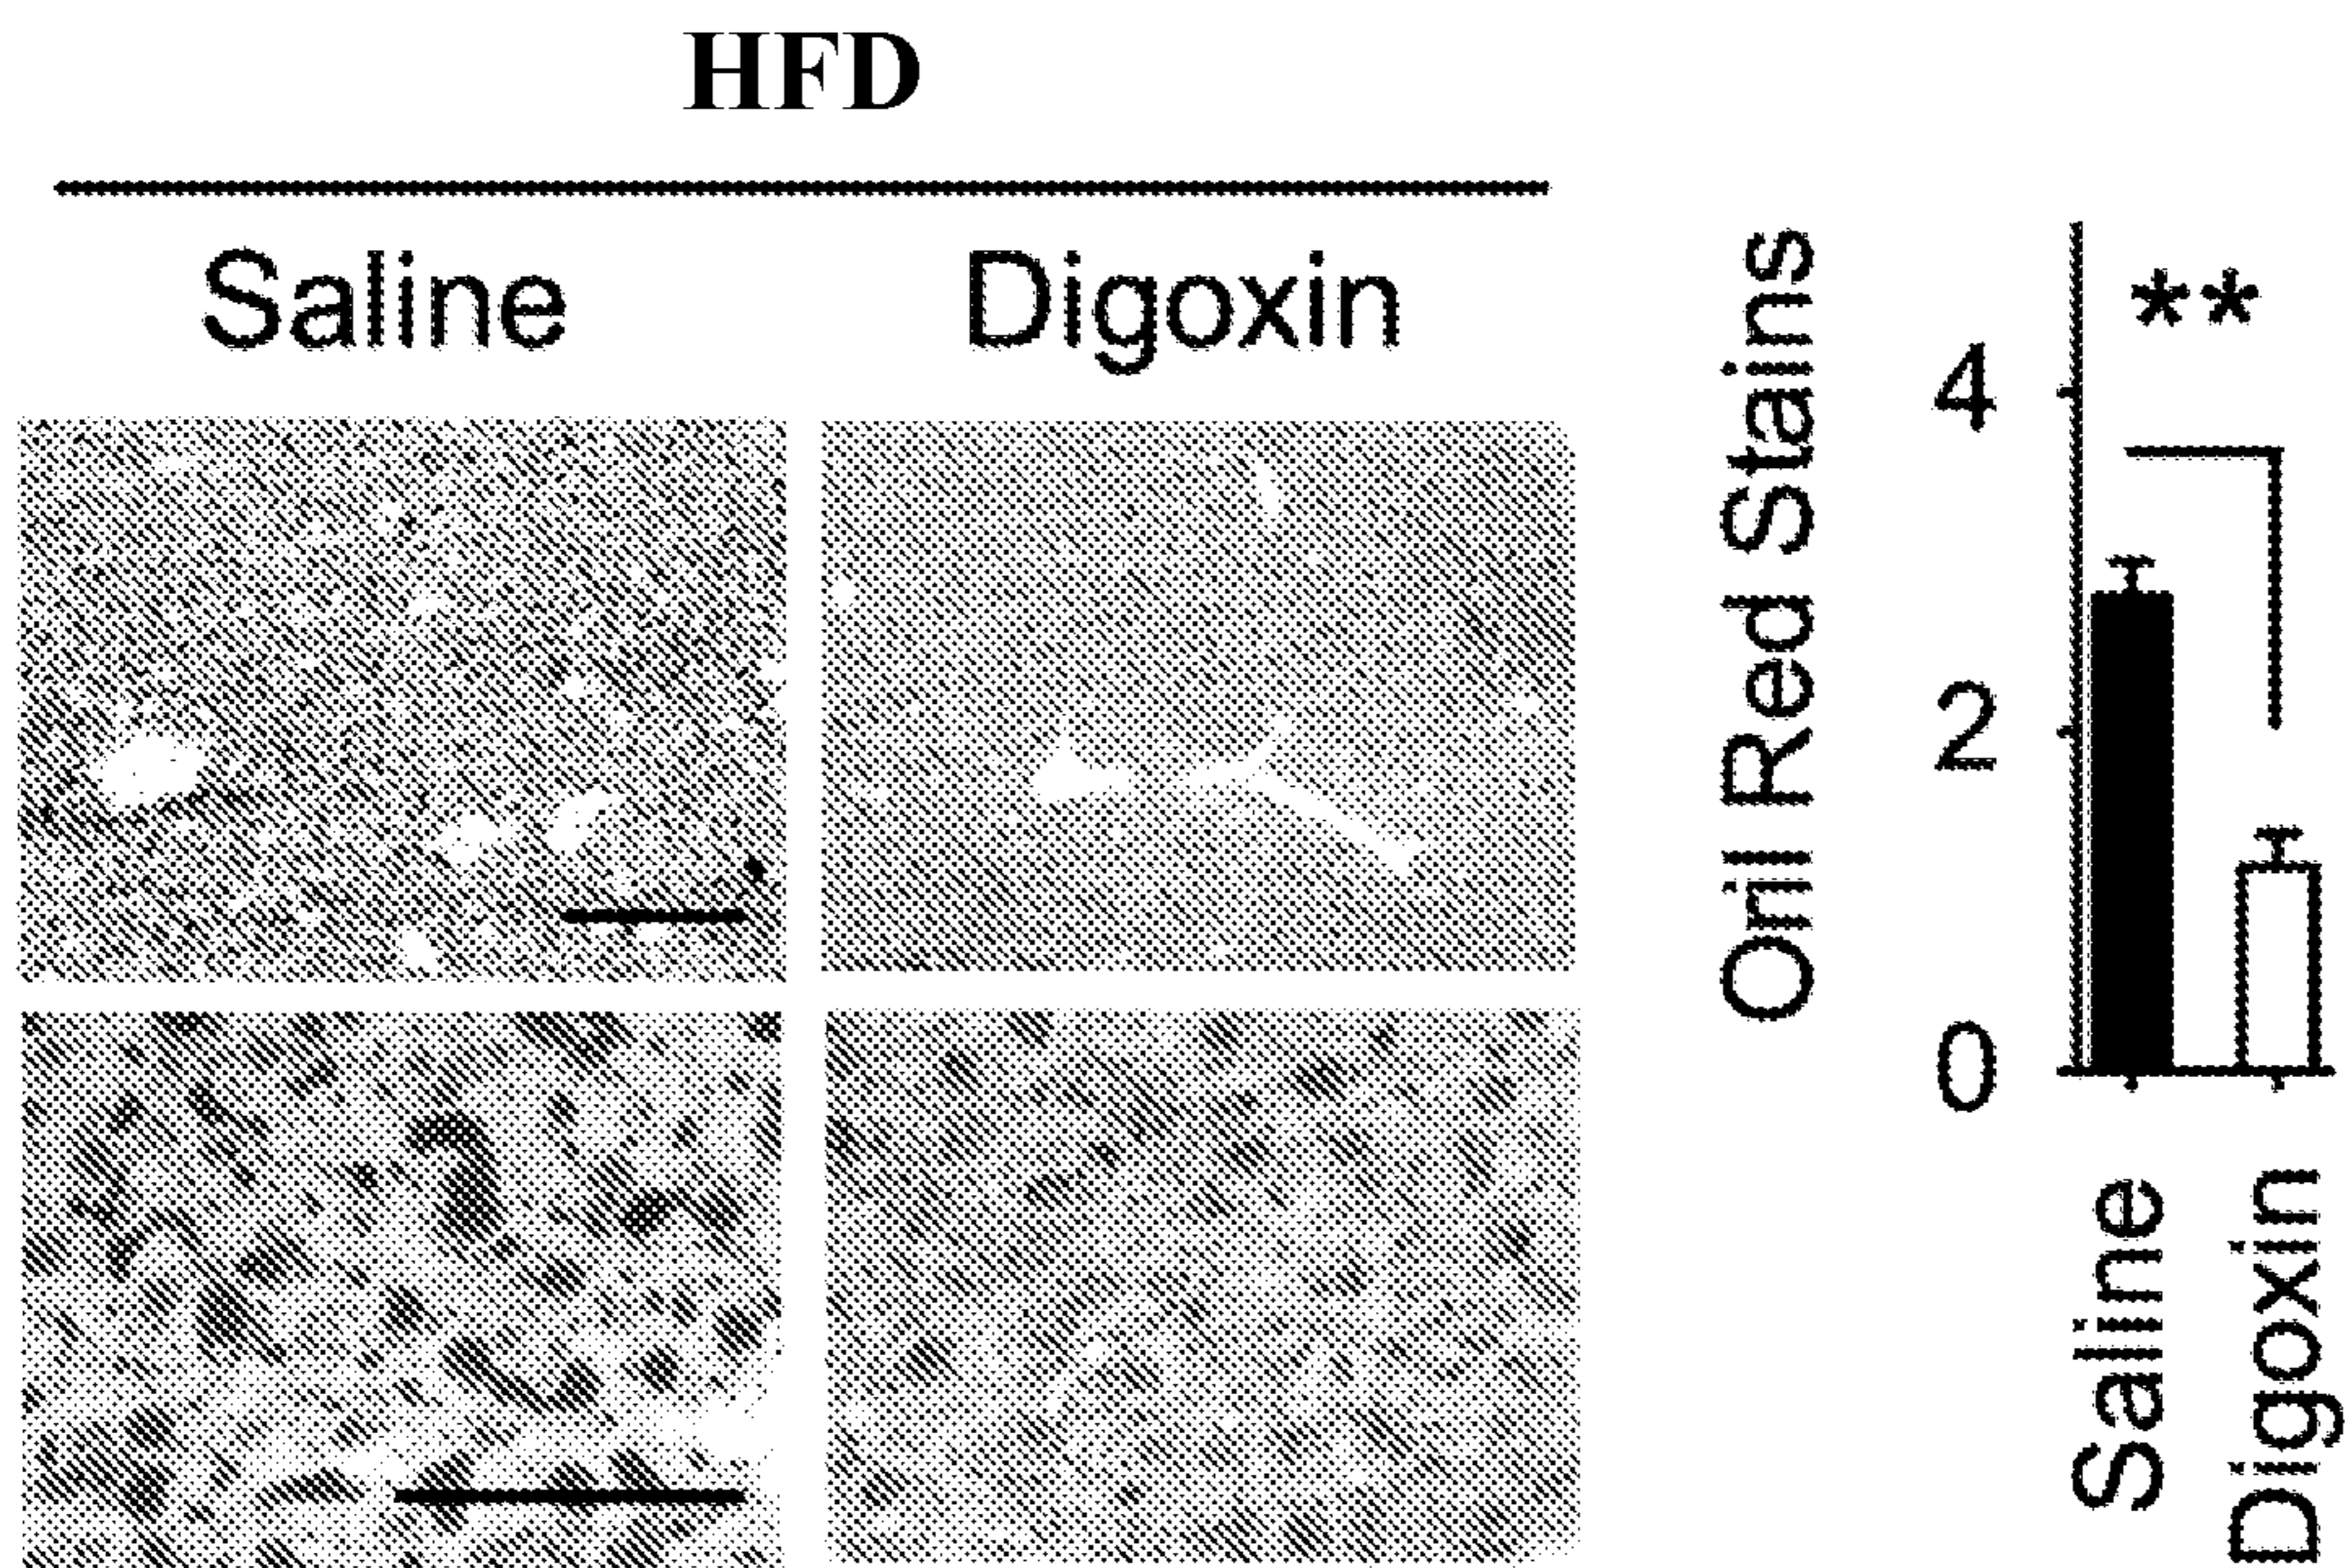 HFD
Saline
Digoxin
Oril Red Stains
**
4
2
0
Saline
Digoxin